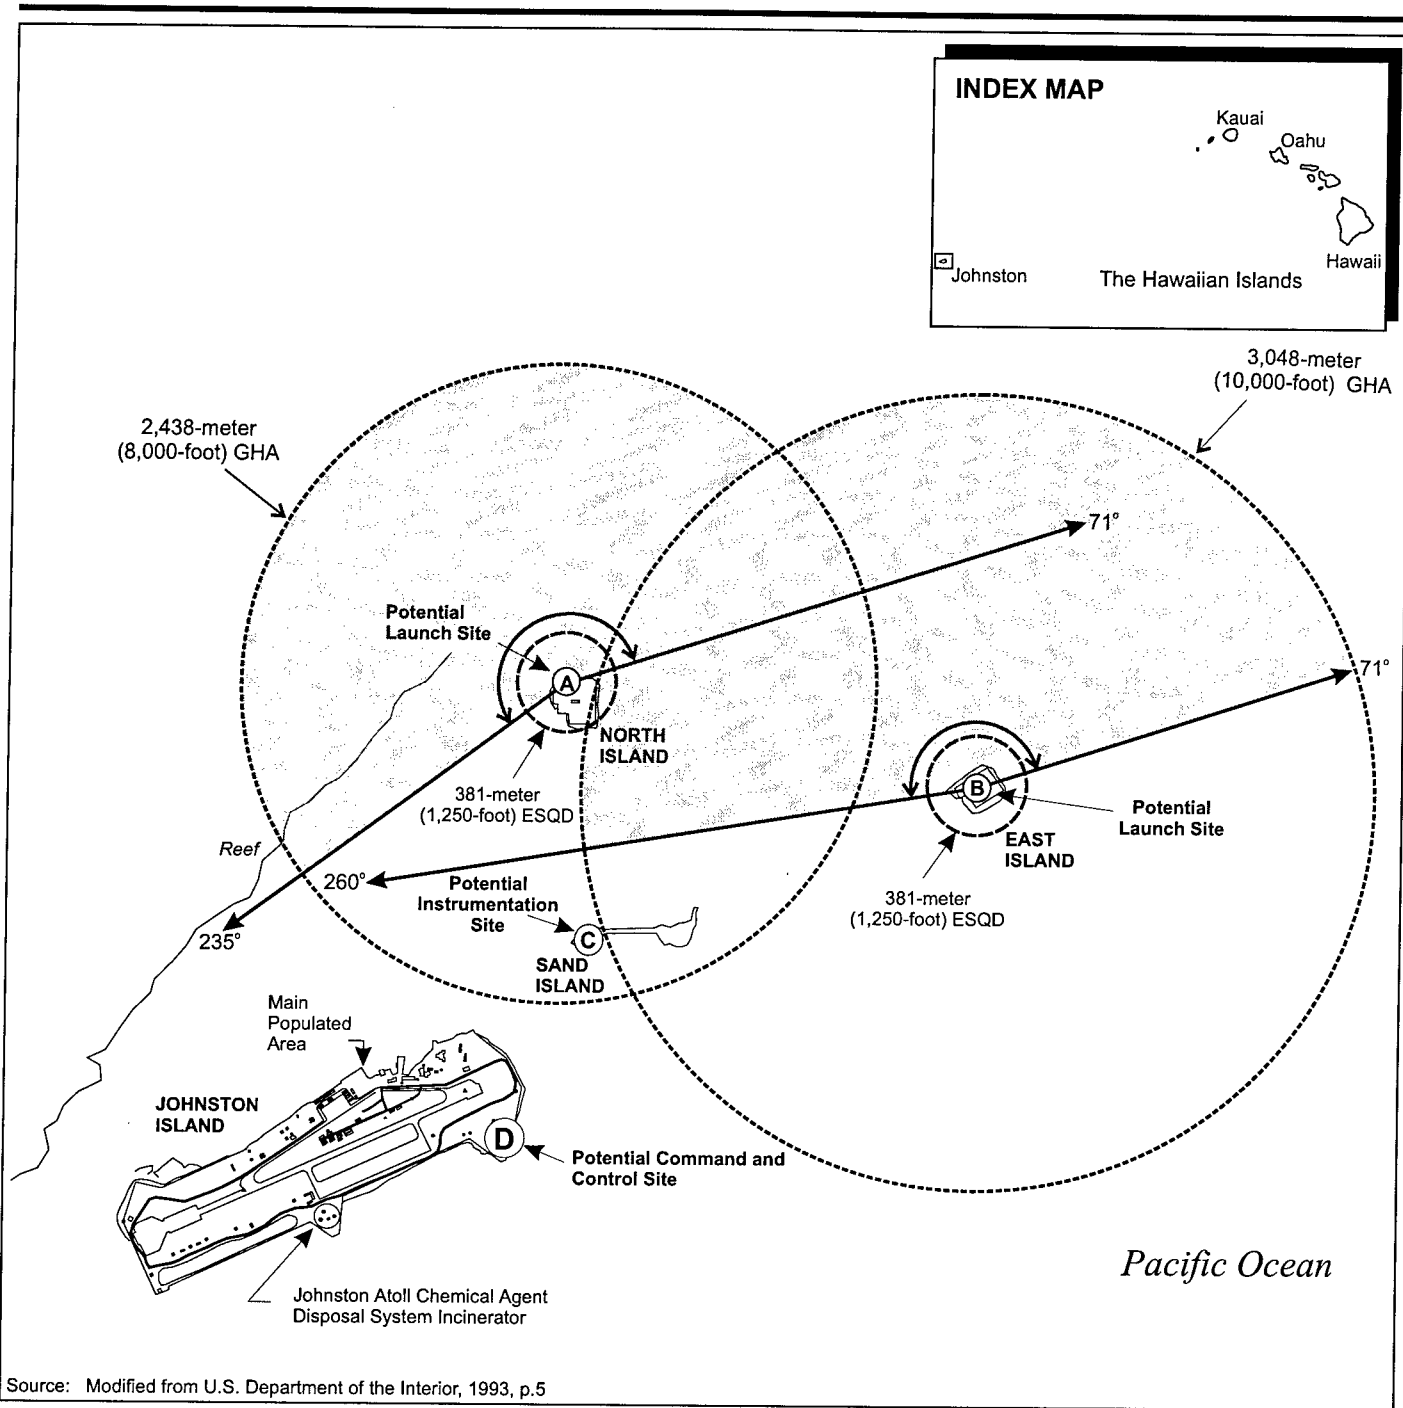 INDEX MAP
Kauai
Oahu
Hawaii
Johnston
The Hawaiian Islands
3,048-meter
(10,000-foot) GHA
2,438-meter
(8,000-foot) GHA
71°
Potential
Launch Site
A
71°
NORTH
ISLAND
381-meter
(1,250-foot) ESQD
B
Potential
Launch Site
EAST
ISLAND
Reef
260°
235°
Potential
Instrumentation
Site
C
SAND
ISLAND
381-meter
(1,250-foot) ESQD
Main
Populated
Area
JOHNSTON
ISLAND
D
Potential Command and
Control Site
Pacific Ocean
Johnston Atoll Chemical Agent
Disposal System Incinerator
Source: Modified from U.S. Department of the Interior, 1993, p.5